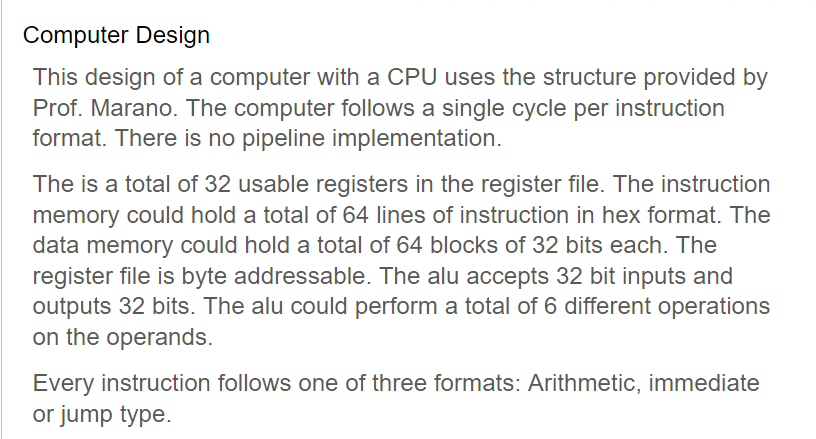 Computer Design
This design of a computer with a CPU uses the structure provided by
Prof. Marano. The computer follows a single cycle per instruction
format. There is no pipeline implementation.
The is a total of 32 usable registers in the register file. The instruction
memory could hold a total of 64 lines of instruction in hex format. The
data memory could hold a total of 64 blocks of 32 bits each. The
register file is byte addressable. The alu accepts 32 bit inputs and
outputs 32 bits. The alu could perform a total of 6 different operations
on the operands.
Every instruction follows one of three formats: Arithmetic, immediate
or jump type.